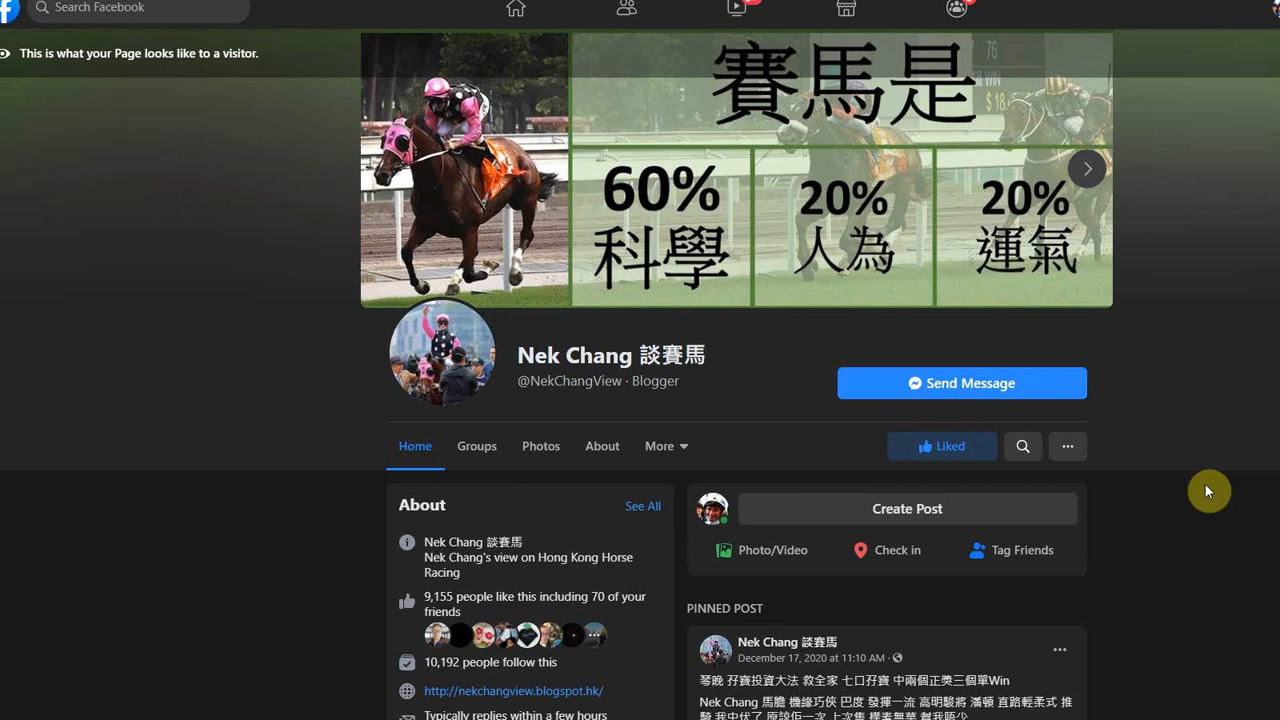 Search Facebook
This is what your Page looks like to a visitor.
賽馬是
76
WIN
$ 18.
60%
科學
20%
人為
20%
運氣
Nek Chang 談賽馬
@NekChangView · Blogger
Send Message
Home
Groups
Photos
About
More
Liked
About
See All
Nek Chang 談賽馬
Nek Chang's view on Hong Kong Horse
Racing
9,155 people like this including 70 of your
friends
10,192 people follow this
http://nekchangview.blogspot.hk/
Typically replies within a few hours
Create Post
Photo/Video
Check in
Tag Friends
PINNED POST
Nek Chang 談賽馬
December 17, 2020 at 11:10 AM ·
琴晚 孖寶投資大法 救全家 七口孖寶 中兩個正獎三個單Win
Nek Chang 馬膽 機緣巧俠 巴度 發揮一流 高明駿將 潘頓 直路輕柔式 推